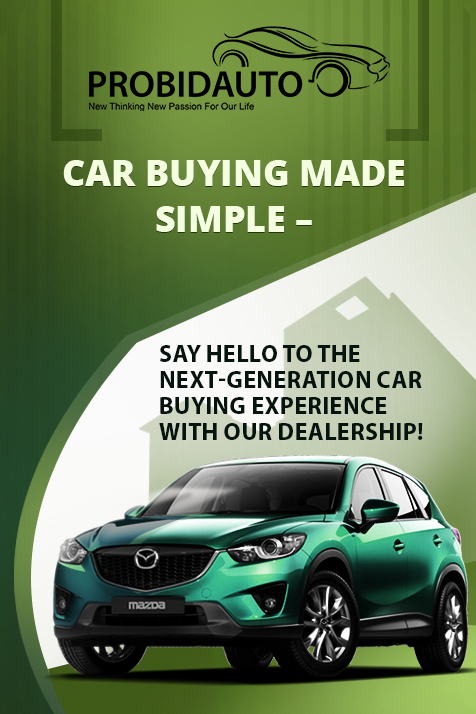 PROBIDAUTO
New Thinking New Passion For Our Life
CAR BUYING MADE
SIMPLE –
SAY HELLO TO THE
NEXT-GENERATION CAR
BUYING EXPERIENCE
WITH OUR DEALERSHIP!
mazda